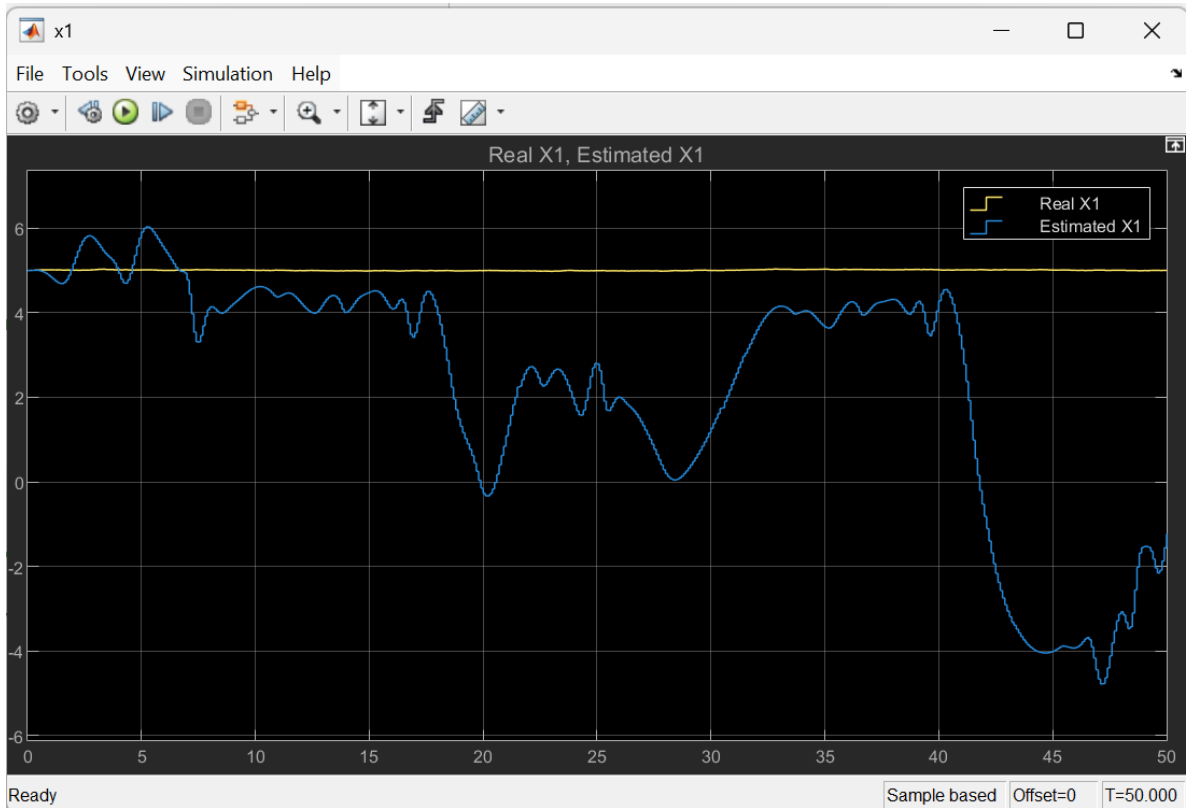 x1
File Tools View Simulation Help
Real X1, Estimated X1
Real X1
Estimated X1
6
4
2
0
-2
-4
-6
0 5 10 15 20 25 30 35 40 45 50
Ready Sample based Offset=0 T=50.000